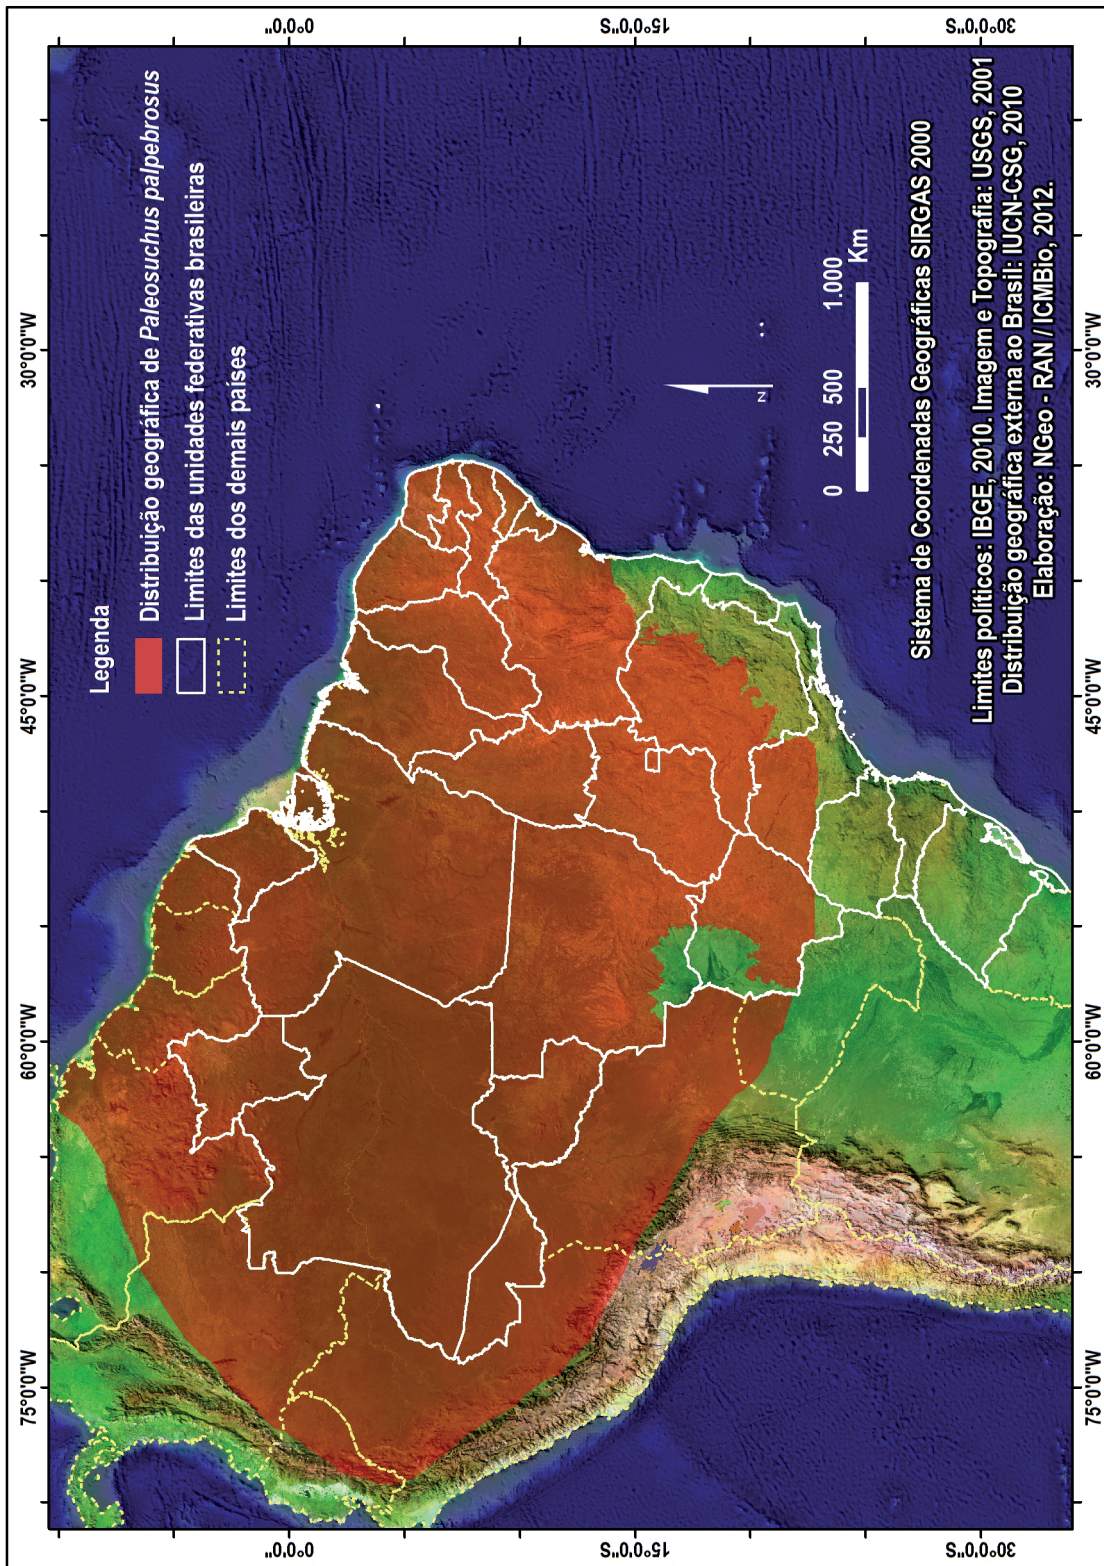 75°0'0"W
60°0'0"W
45°0'0"W
30°0'0"W
0°0'0"
15°0'0"S
30°0'0"S
Legenda
Distribuição geográfica de Paleosuchus palpebrosus
Limites das unidades federativas brasileiras
Limites dos demais países
N
0 250 500 1.000
Km
Sistema de Coordenadas Geográficas SIRGAS 2000
Limites políticos: IBGE, 2010. Imagem e Topografia: USGS, 2001
Distribuição geográfica externa ao Brasil: IUCN-CSG, 2010
Elaboração: NGeo - RAN / ICMBio, 2012.
0°0'0"
15°0'0"S
30°0'0"S
75°0'0"W
60°0'0"W
45°0'0"W
30°0'0"W